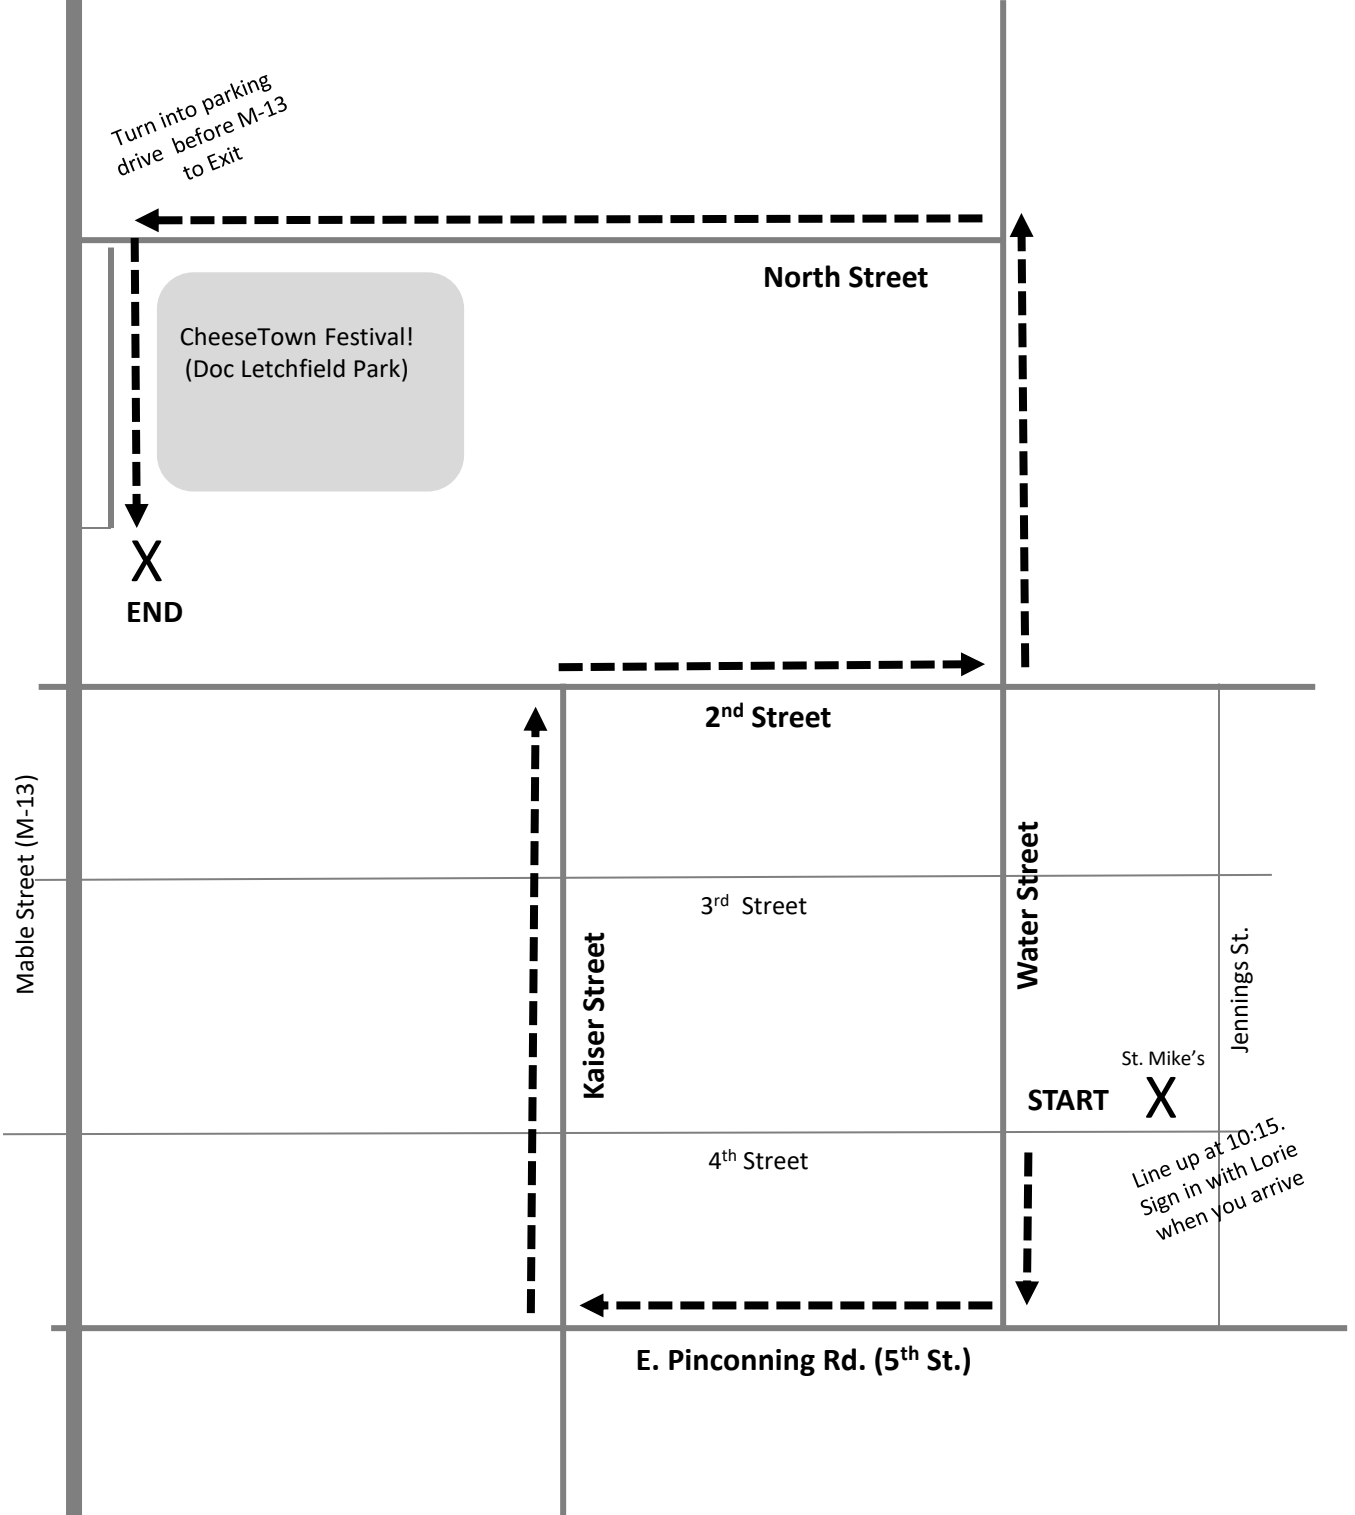 Turn into parking
drive before M-13
to Exit
North Street
CheeseTown Festival!
(Doc Letchfield Park)
X
END
2nd Street
Mable Street (M-13)
3rd Street
Water Street
Kaiser Street
Jennings St.
St. Mike's
START X
4th Street
Line up at 10:15.
Sign in with Lorie
when you arrive
E. Pinconning Rd. (5th St.)